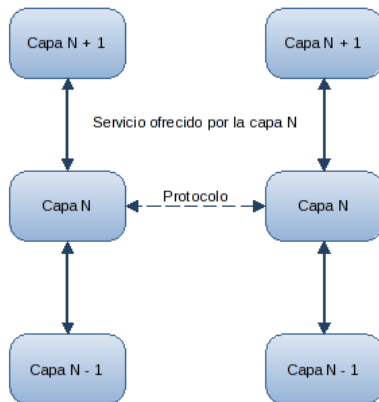 Capa N + 1
Capa N + 1
Servicio ofrecido por la capa N
Capa N
Protocolo
Capa N
Capa N - 1
Capa N - 1